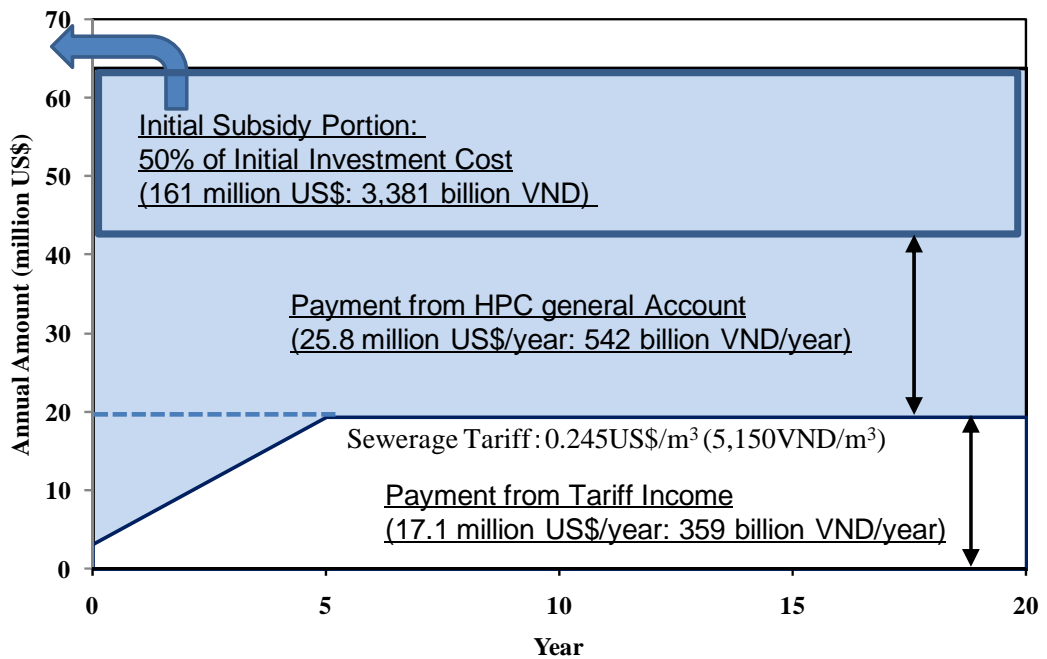 Annual Amount (million US$)
70
60
50
40
30
20
10
0
Initial Subsidy Portion:
50% of Initial Investment Cost
(161 million US$: 3,381 billion VND)
Payment from HPC general Account
(25.8 million US$/year: 542 billion VND/year)
Sewerage Tariff : 0.245US$/m³ (5,150VND/m³)
Payment from Tariff Income
(17.1 million US$/year: 359 billion VND/year)
0 5 10 15 20
Year